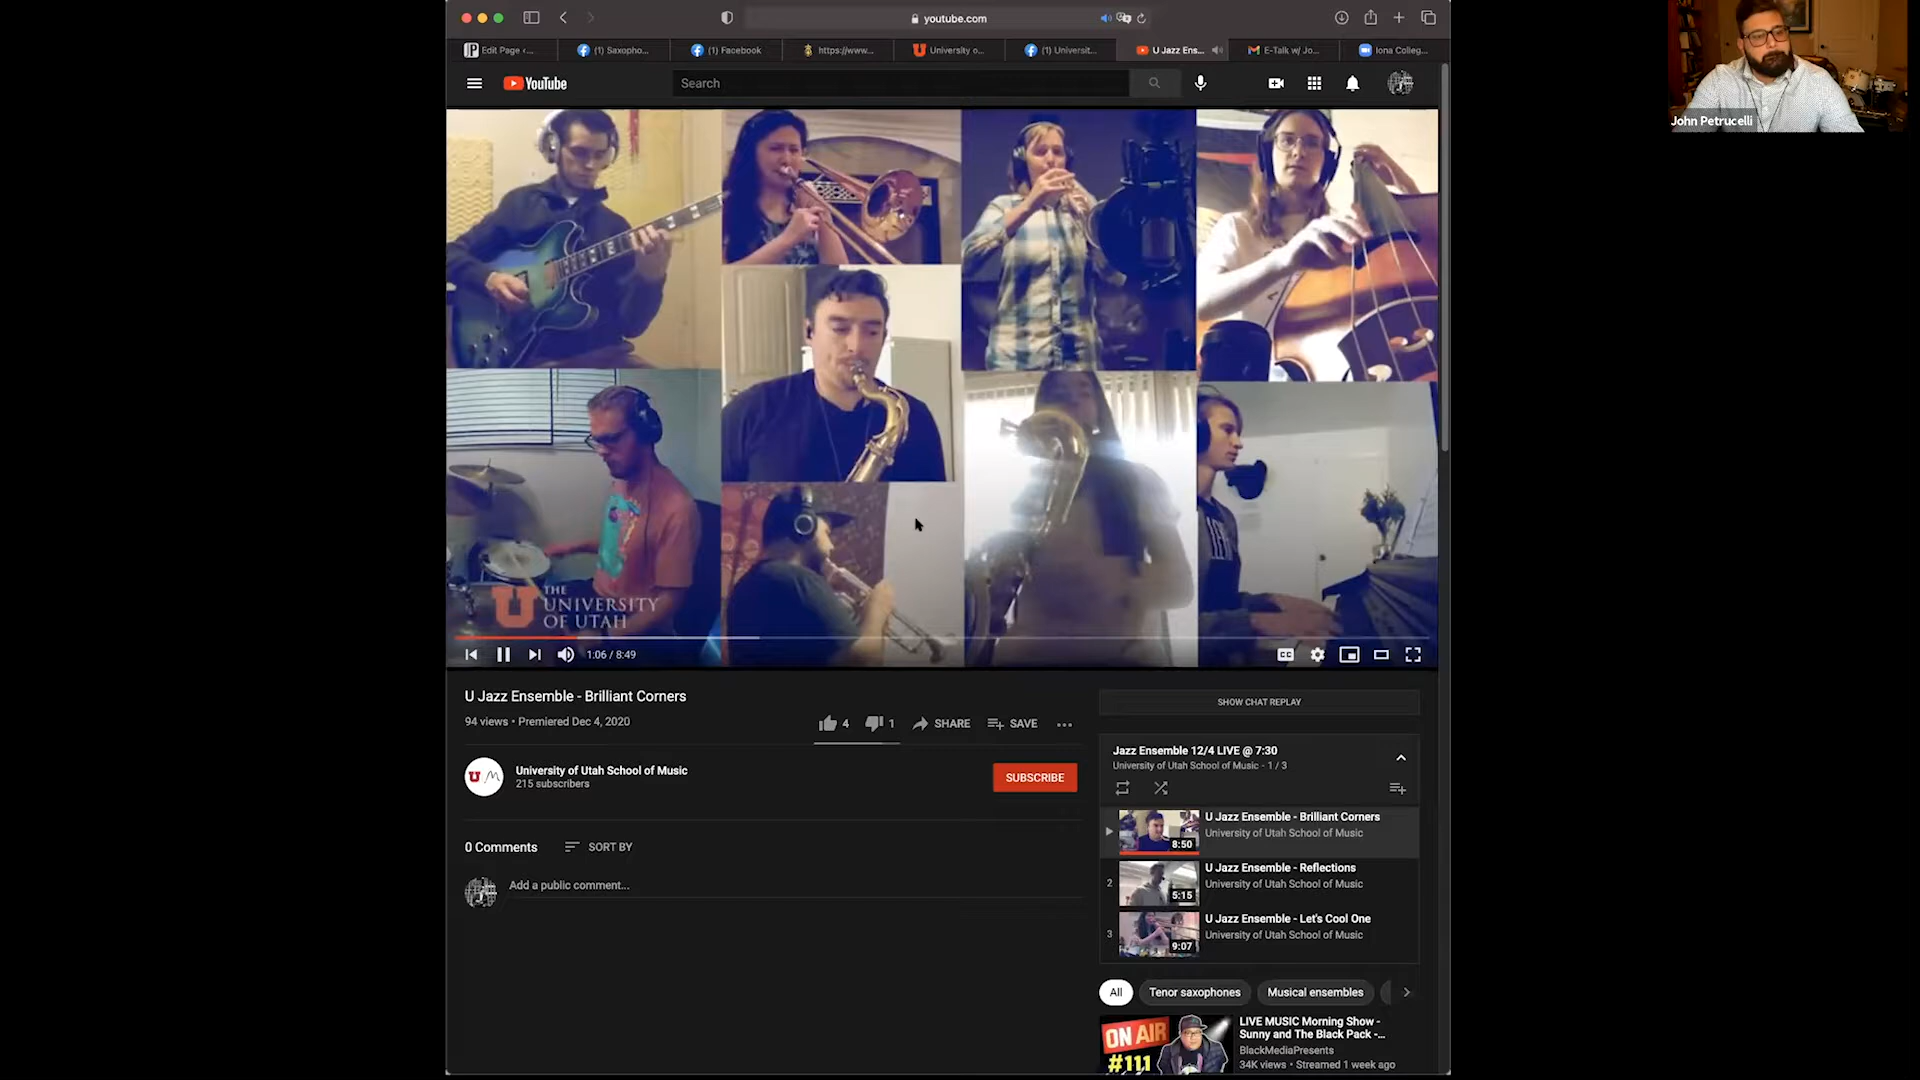 youtube.com
Edit Page ‹...
(1) Saxopho...
(1) Facebook
https://www...
University o...
(1) Universit...
U Jazz Ens...
E-Talk w/ Jo...
Iona Colleg...
YouTube
Search
John Petrucelli
THE
UNIVERSITY
OF UTAH
1:06 / 8:49
CC
U Jazz Ensemble - Brilliant Corners
94 views • Premiered Dec 4, 2020
4
1
SHARE
SAVE
University of Utah School of Music
215 subscribers
SUBSCRIBE
0 Comments
SORT BY
Add a public comment...
SHOW CHAT REPLAY
Jazz Ensemble 12/4 LIVE @ 7:30
University of Utah School of Music - 1 / 3
U Jazz Ensemble - Brilliant Corners
University of Utah School of Music
8:50
2
U Jazz Ensemble - Reflections
University of Utah School of Music
5:15
3
U Jazz Ensemble - Let's Cool One
University of Utah School of Music
9:07
All
Tenor saxophones
Musical ensembles
ON AIR
#111
LIVE MUSIC Morning Show -
Sunny and The Black Pack -...
BlackMediaPresents
34K views • Streamed 1 week ago